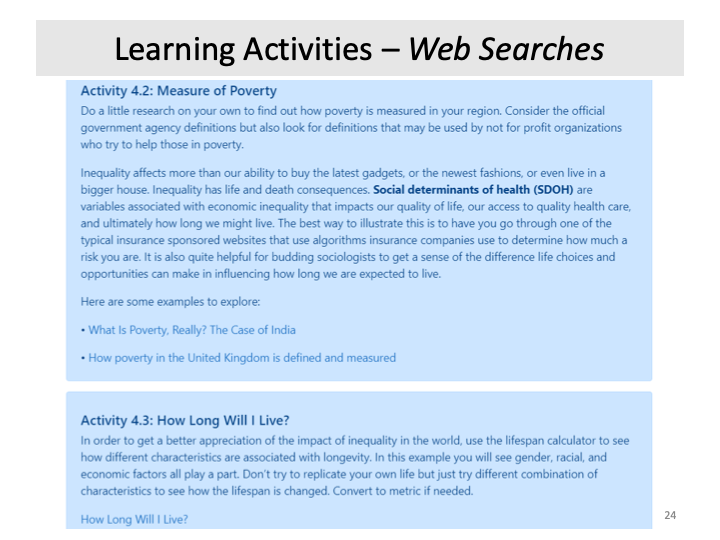 Learning Activities – Web Searches
Activity 4.2: Measure of Poverty
Do a little research on your own to find out how poverty is measured in your region. Consider the official
government agency definitions but also look for definitions that may be used by not for profit organizations
who try to help those in poverty.
Inequality affects more than our ability to buy the latest gadgets, or the newest fashions, or even live in a
bigger house. Inequality has life and death consequences. Social determinants of health (SDOH) are
variables associated with economic inequality that impacts our quality of life, our access to quality health care,
and ultimately how long we might live. The best way to illustrate this is to have you go through one of the
typical insurance sponsored websites that use algorithms insurance companies use to determine how much a
risk you are. It is also quite helpful for budding sociologists to get a sense of the difference life choices and
opportunities can make in influencing how long we are expected to live.
Here are some examples to explore:
• What Is Poverty, Really? The Case of India
• How poverty in the United Kingdom is defined and measured
Activity 4.3: How Long Will I Live?
In order to get a better appreciation of the impact of inequality in the world, use the lifespan calculator to see
how different characteristics are associated with longevity. In this example you will see gender, racial, and
economic factors all play a part. Don't try to replicate your own life but just try different combination of
characteristics to see how the lifespan is changed. Convert to metric if needed.
How Long Will I Live?
24